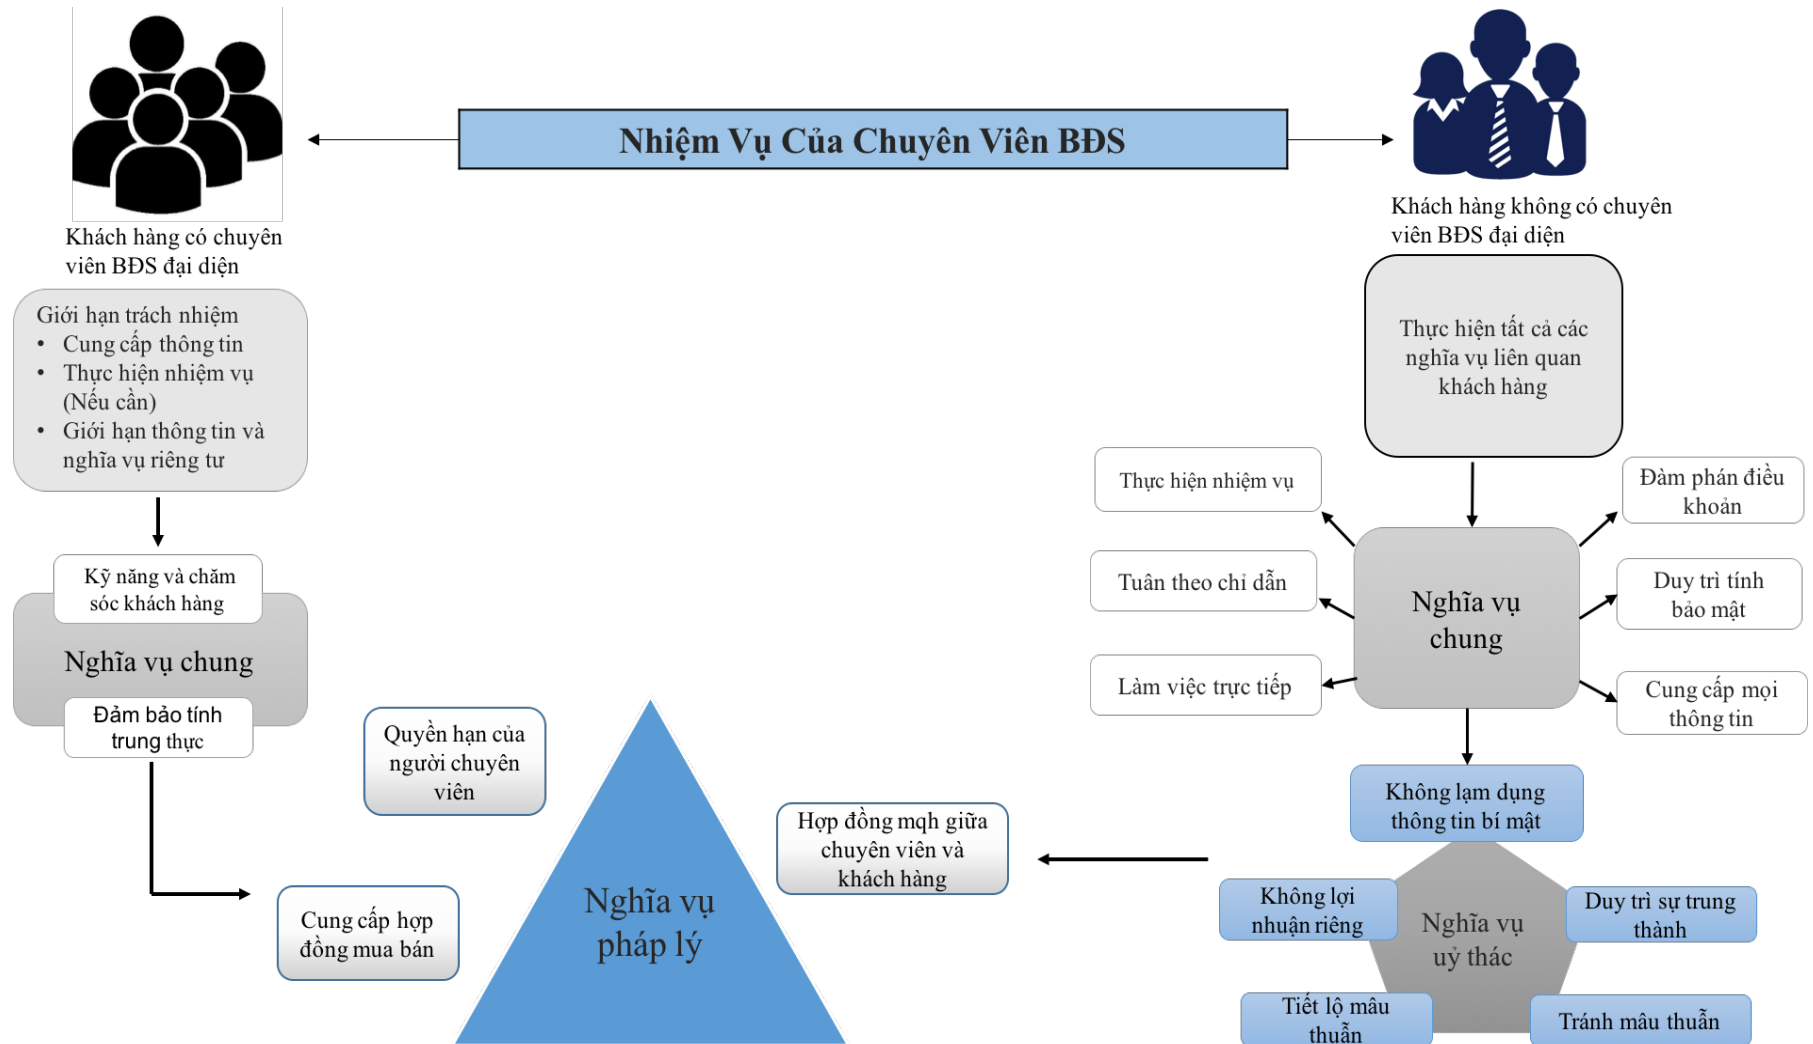 Nhiệm Vụ Của Chuyên Viên BĐS
Khách hàng có chuyên
viên BĐS đại diện
Giới hạn trách nhiệm
• Cung cấp thông tin
• Thực hiện nhiệm vụ
(Nếu cần)
• Giới hạn thông tin và
nghĩa vụ riêng tư
Kỹ năng và chăm
sóc khách hàng
Nghĩa vụ chung
Đảm bảo tính
trung thực
Quyền hạn của
người chuyên
viên
Cung cấp hợp
đồng mua bán
Nghĩa vụ
pháp lý
Hợp đồng mqh giữa
chuyên viên và
khách hàng
Khách hàng không có chuyên
viên BĐS đại diện
Thực hiện tất cả các
nghĩa vụ liên quan
khách hàng
Thực hiện nhiệm vụ
Tuân theo chỉ dẫn
Làm việc trực tiếp
Nghĩa vụ
chung
Đàm phán điều
khoản
Duy trì tính
bảo mật
Cung cấp mọi
thông tin
Không lạm dụng
thông tin bí mật
Không lợi
nhuận riêng
Nghĩa vụ
uỷ thác
Duy trì sự trung
thành
Tiết lộ mâu
thuẫn
Tránh mâu thuẫn